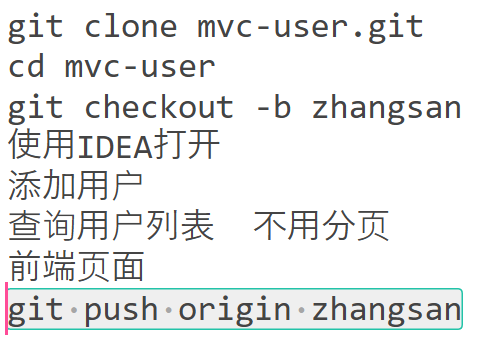 git clone mvc-user.git
cd mvc-user
git checkout -b zhangsan
使用IDEA打开
添加用户
查询用户列表  不用分页
前端页面
git push origin zhangsan